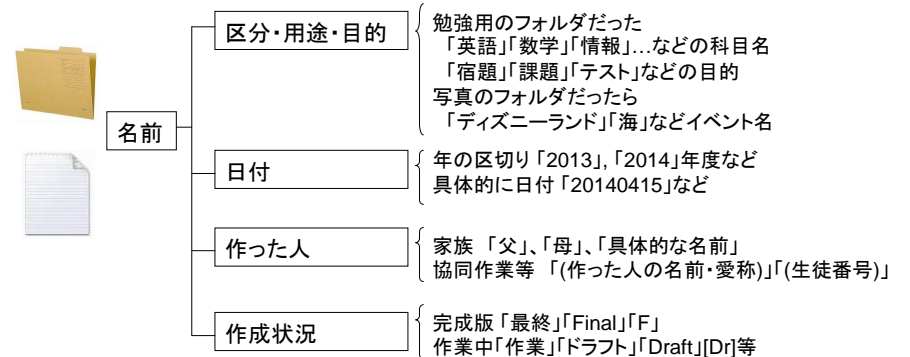 名前
区分・用途・目的
勉強用のフォルダだった
「英語」「数学」「情報」…などの科目名
「宿題」「課題」「テスト」などの目的
写真のフォルダだったら
「ディズニーランド」「海」などイベント名
日付
年の区切り「2013」, 「2014」年度など
具体的に日付「20140415」など
作った人
家族 「父」、「母」、「具体的な名前」
協同作業等 「(作った人の名前・愛称)」「(生徒番号)」
作成状況
完成版「最終」「Final」「F」
作業中「作業」「ドラフト」「Draft」[Dr]等